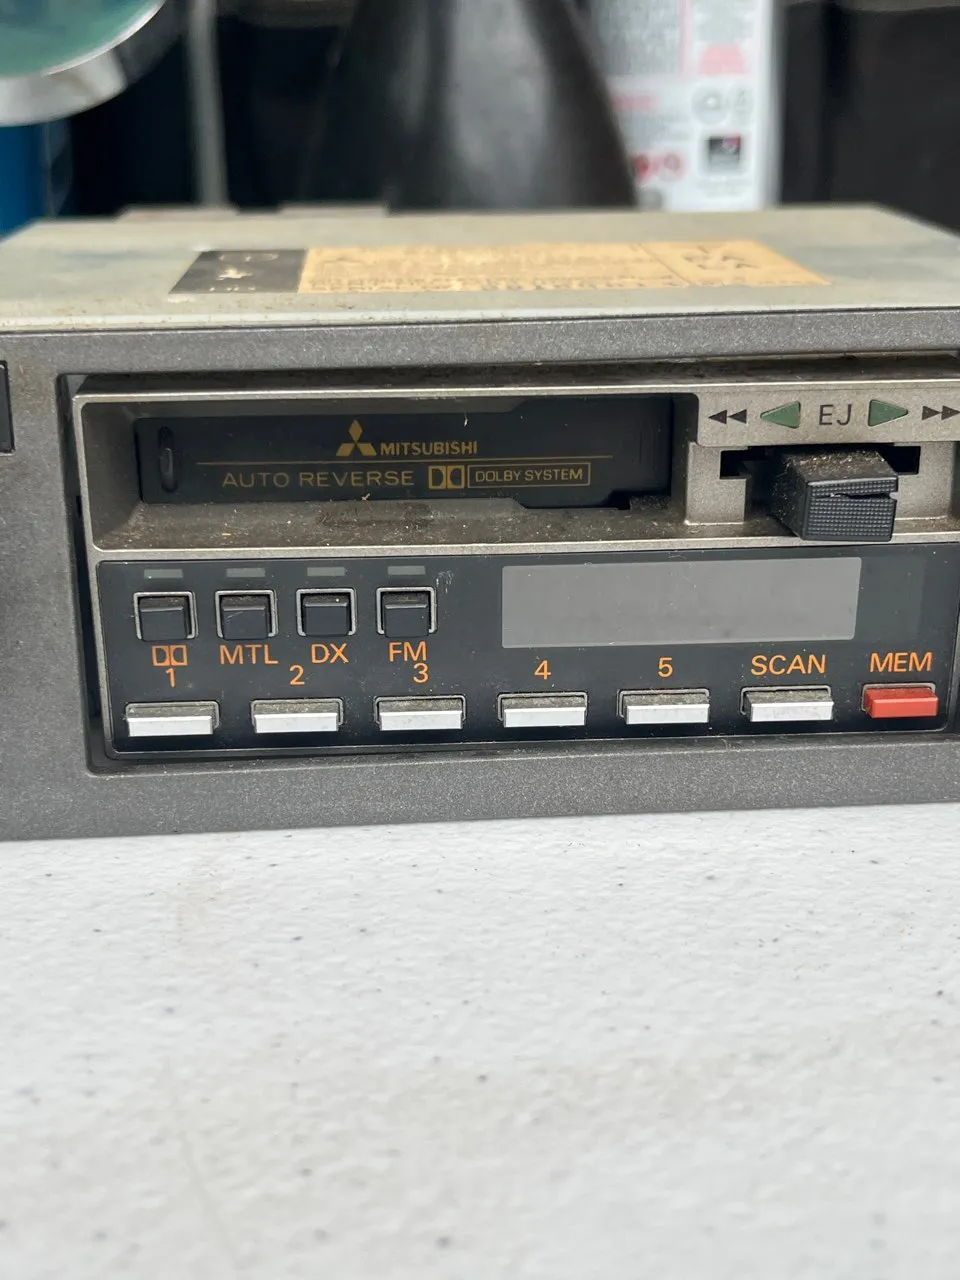 ◀◀ ◀ EJ ▶ ▶▶
MITSUBISHI
AUTO REVERSE DOLBY SYSTEM
MTL DX FM
1 2 3 4 5 SCAN MEM